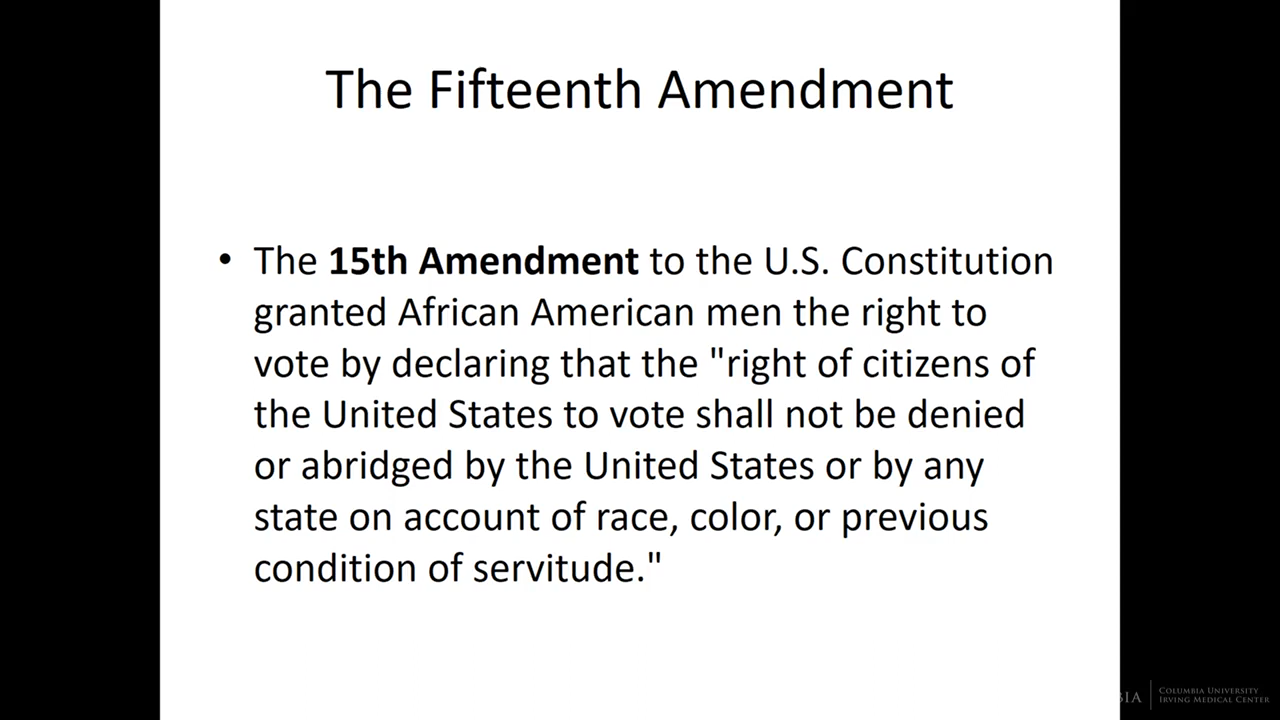 The Fifteenth Amendment
• The 15th Amendment to the U.S. Constitution
granted African American men the right to
vote by declaring that the "right of citizens of
the United States to vote shall not be denied
or abridged by the United States or by any
state on account of race, color, or previous
condition of servitude."
BIA
Columbia University
Irving Medical Center